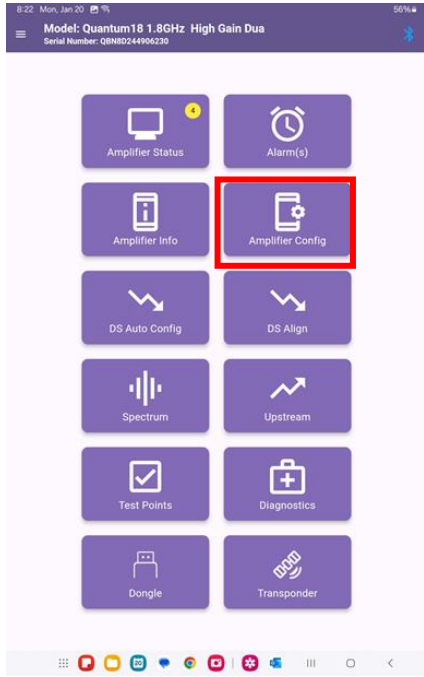 8:22 Mon, Jan 20 56%
Model: Quantum18 1.8GHz High Gain Dua
Serial Number: QBN8D244906230
4
Amplifier Status
Alarm(s)
Amplifier Info
Amplifier Config
DS Auto Config
DS Align
Spectrum
Upstream
Test Points
Diagnostics
Dongle
Transponder
20